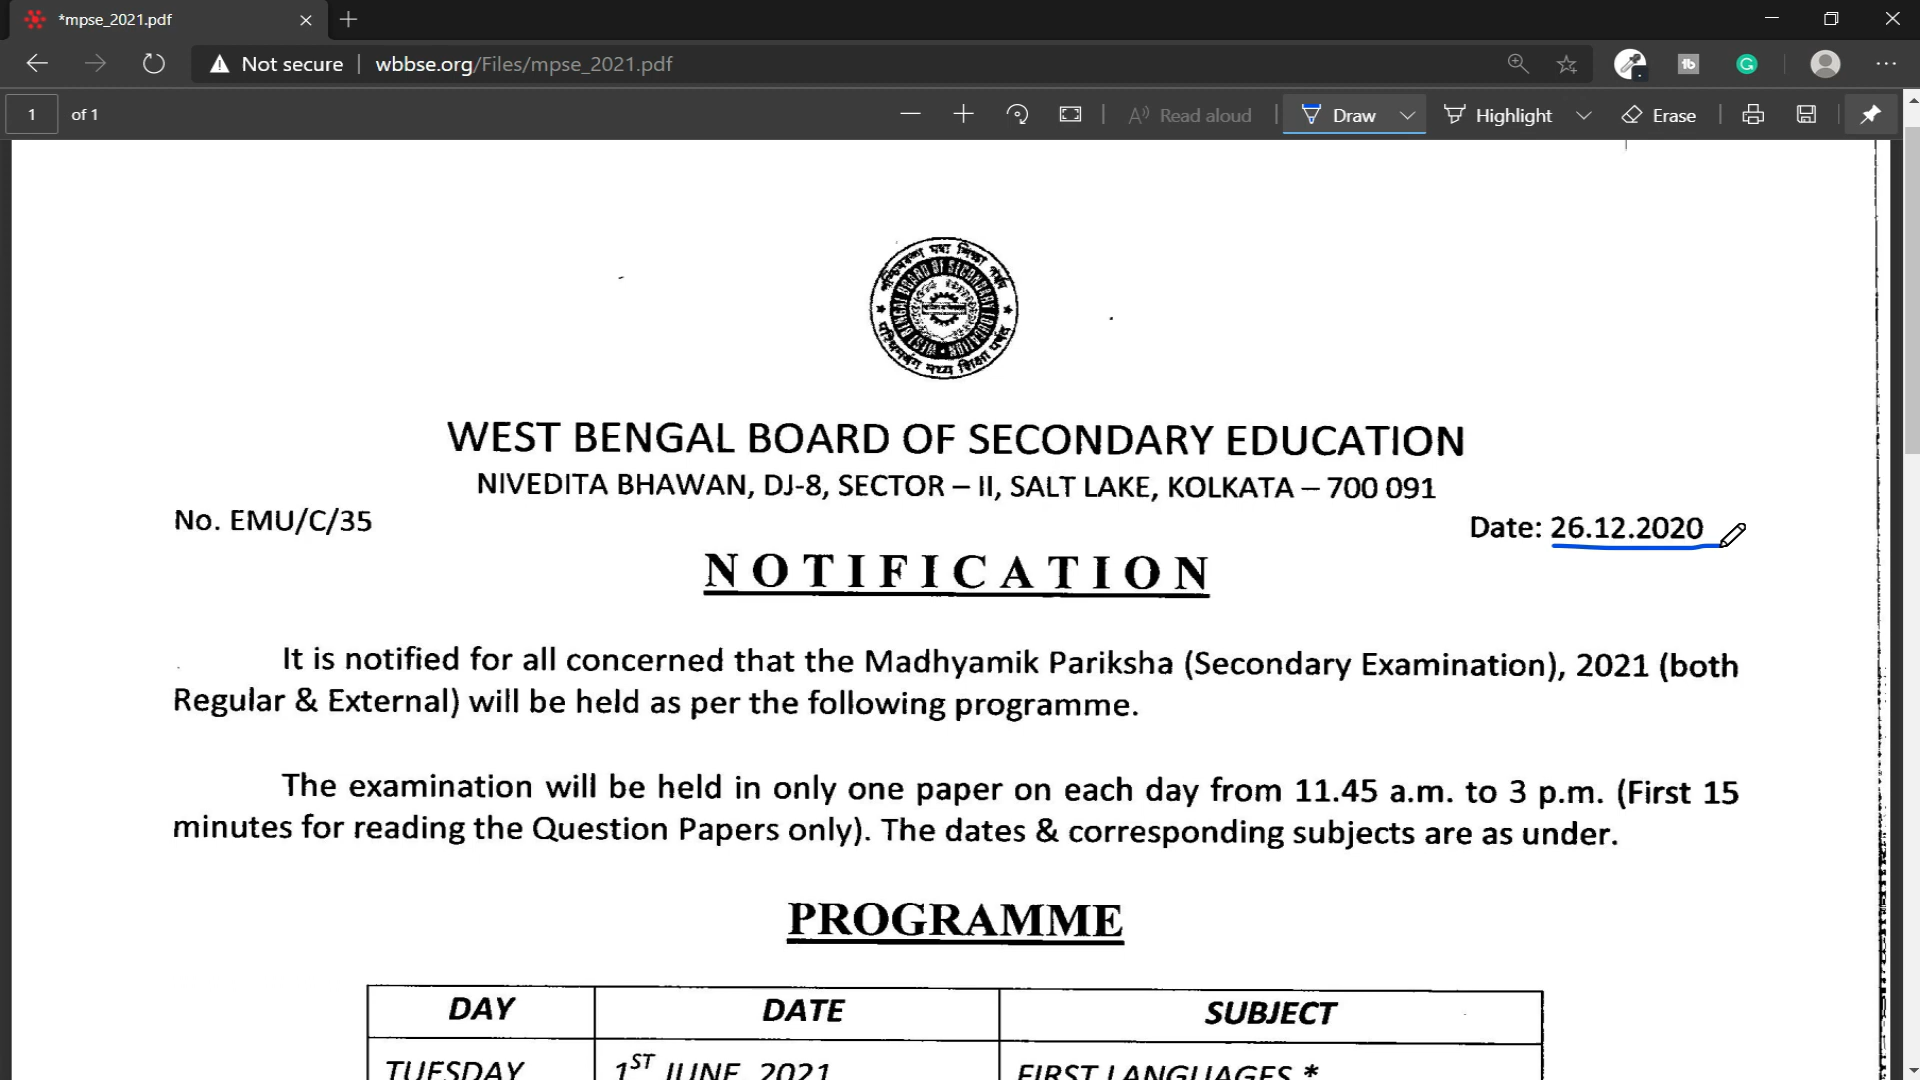 *mpse_2021.pdf
Not secure | wbbse.org/Files/mpse_2021.pdf
1 of 1 Read aloud Draw Highlight Erase
WEST BENGAL BOARD OF SECONDARY EDUCATION
NIVEDITA BHAWAN, DJ-8, SECTOR – II, SALT LAKE, KOLKATA – 700 091
No. EMU/C/35
Date: 26.12.2020
NOTIFICATION
It is notified for all concerned that the Madhyamik Pariksha (Secondary Examination), 2021 (both
Regular & External) will be held as per the following programme.
The examination will be held in only one paper on each day from 11.45 a.m. to 3 p.m. (First 15
minutes for reading the Question Papers only). The dates & corresponding subjects are as under.
PROGRAMME
DAY DATE SUBJECT
TUESDAY 1ST JUNE, 2021 FIRST LANGUAGES *